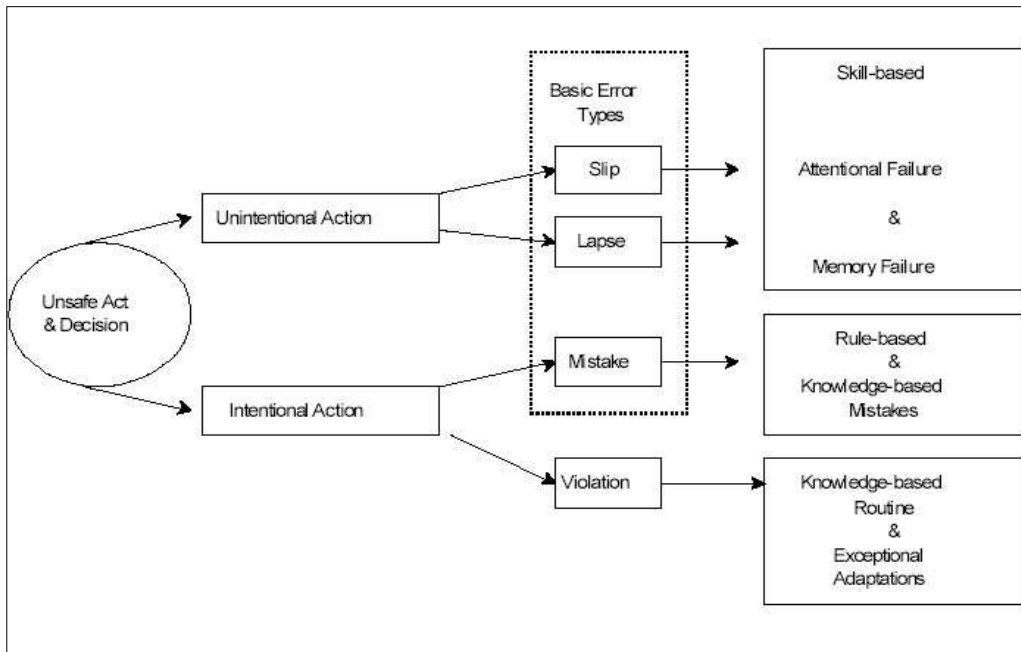 Unsafe Act
& Decision
Unintentional Action
Intentional Action
Basic Error
Types
Slip
Lapse
Mistake
Violation
Skill-based
Attentional Failure
&
Memory Failure
Rule-based
&
Knowledge-based
Mistakes
Knowledge-based
Routine
&
Exceptional
Adaptations